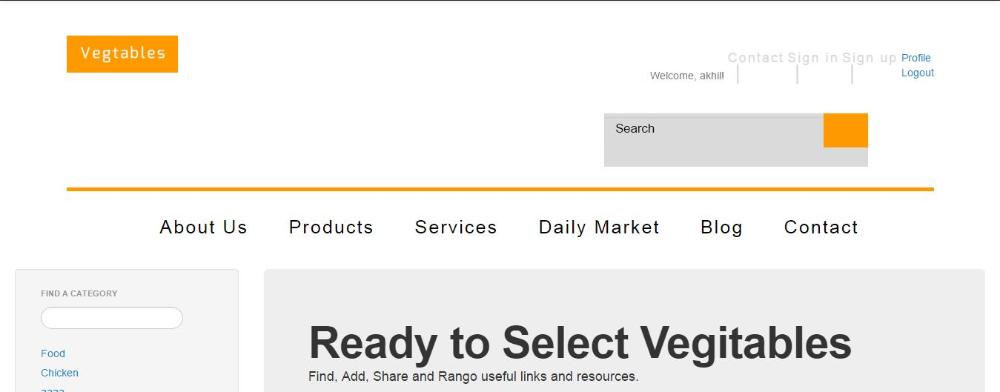 Vegtables
Contact Sign in Sign up Profile
Welcome, akhil! | | | Logout
Search
About Us Products Services Daily Market Blog Contact
FIND A CATEGORY
Food
Chicken
Ready to Select Vegitables
Find, Add, Share and Rango useful links and resources.